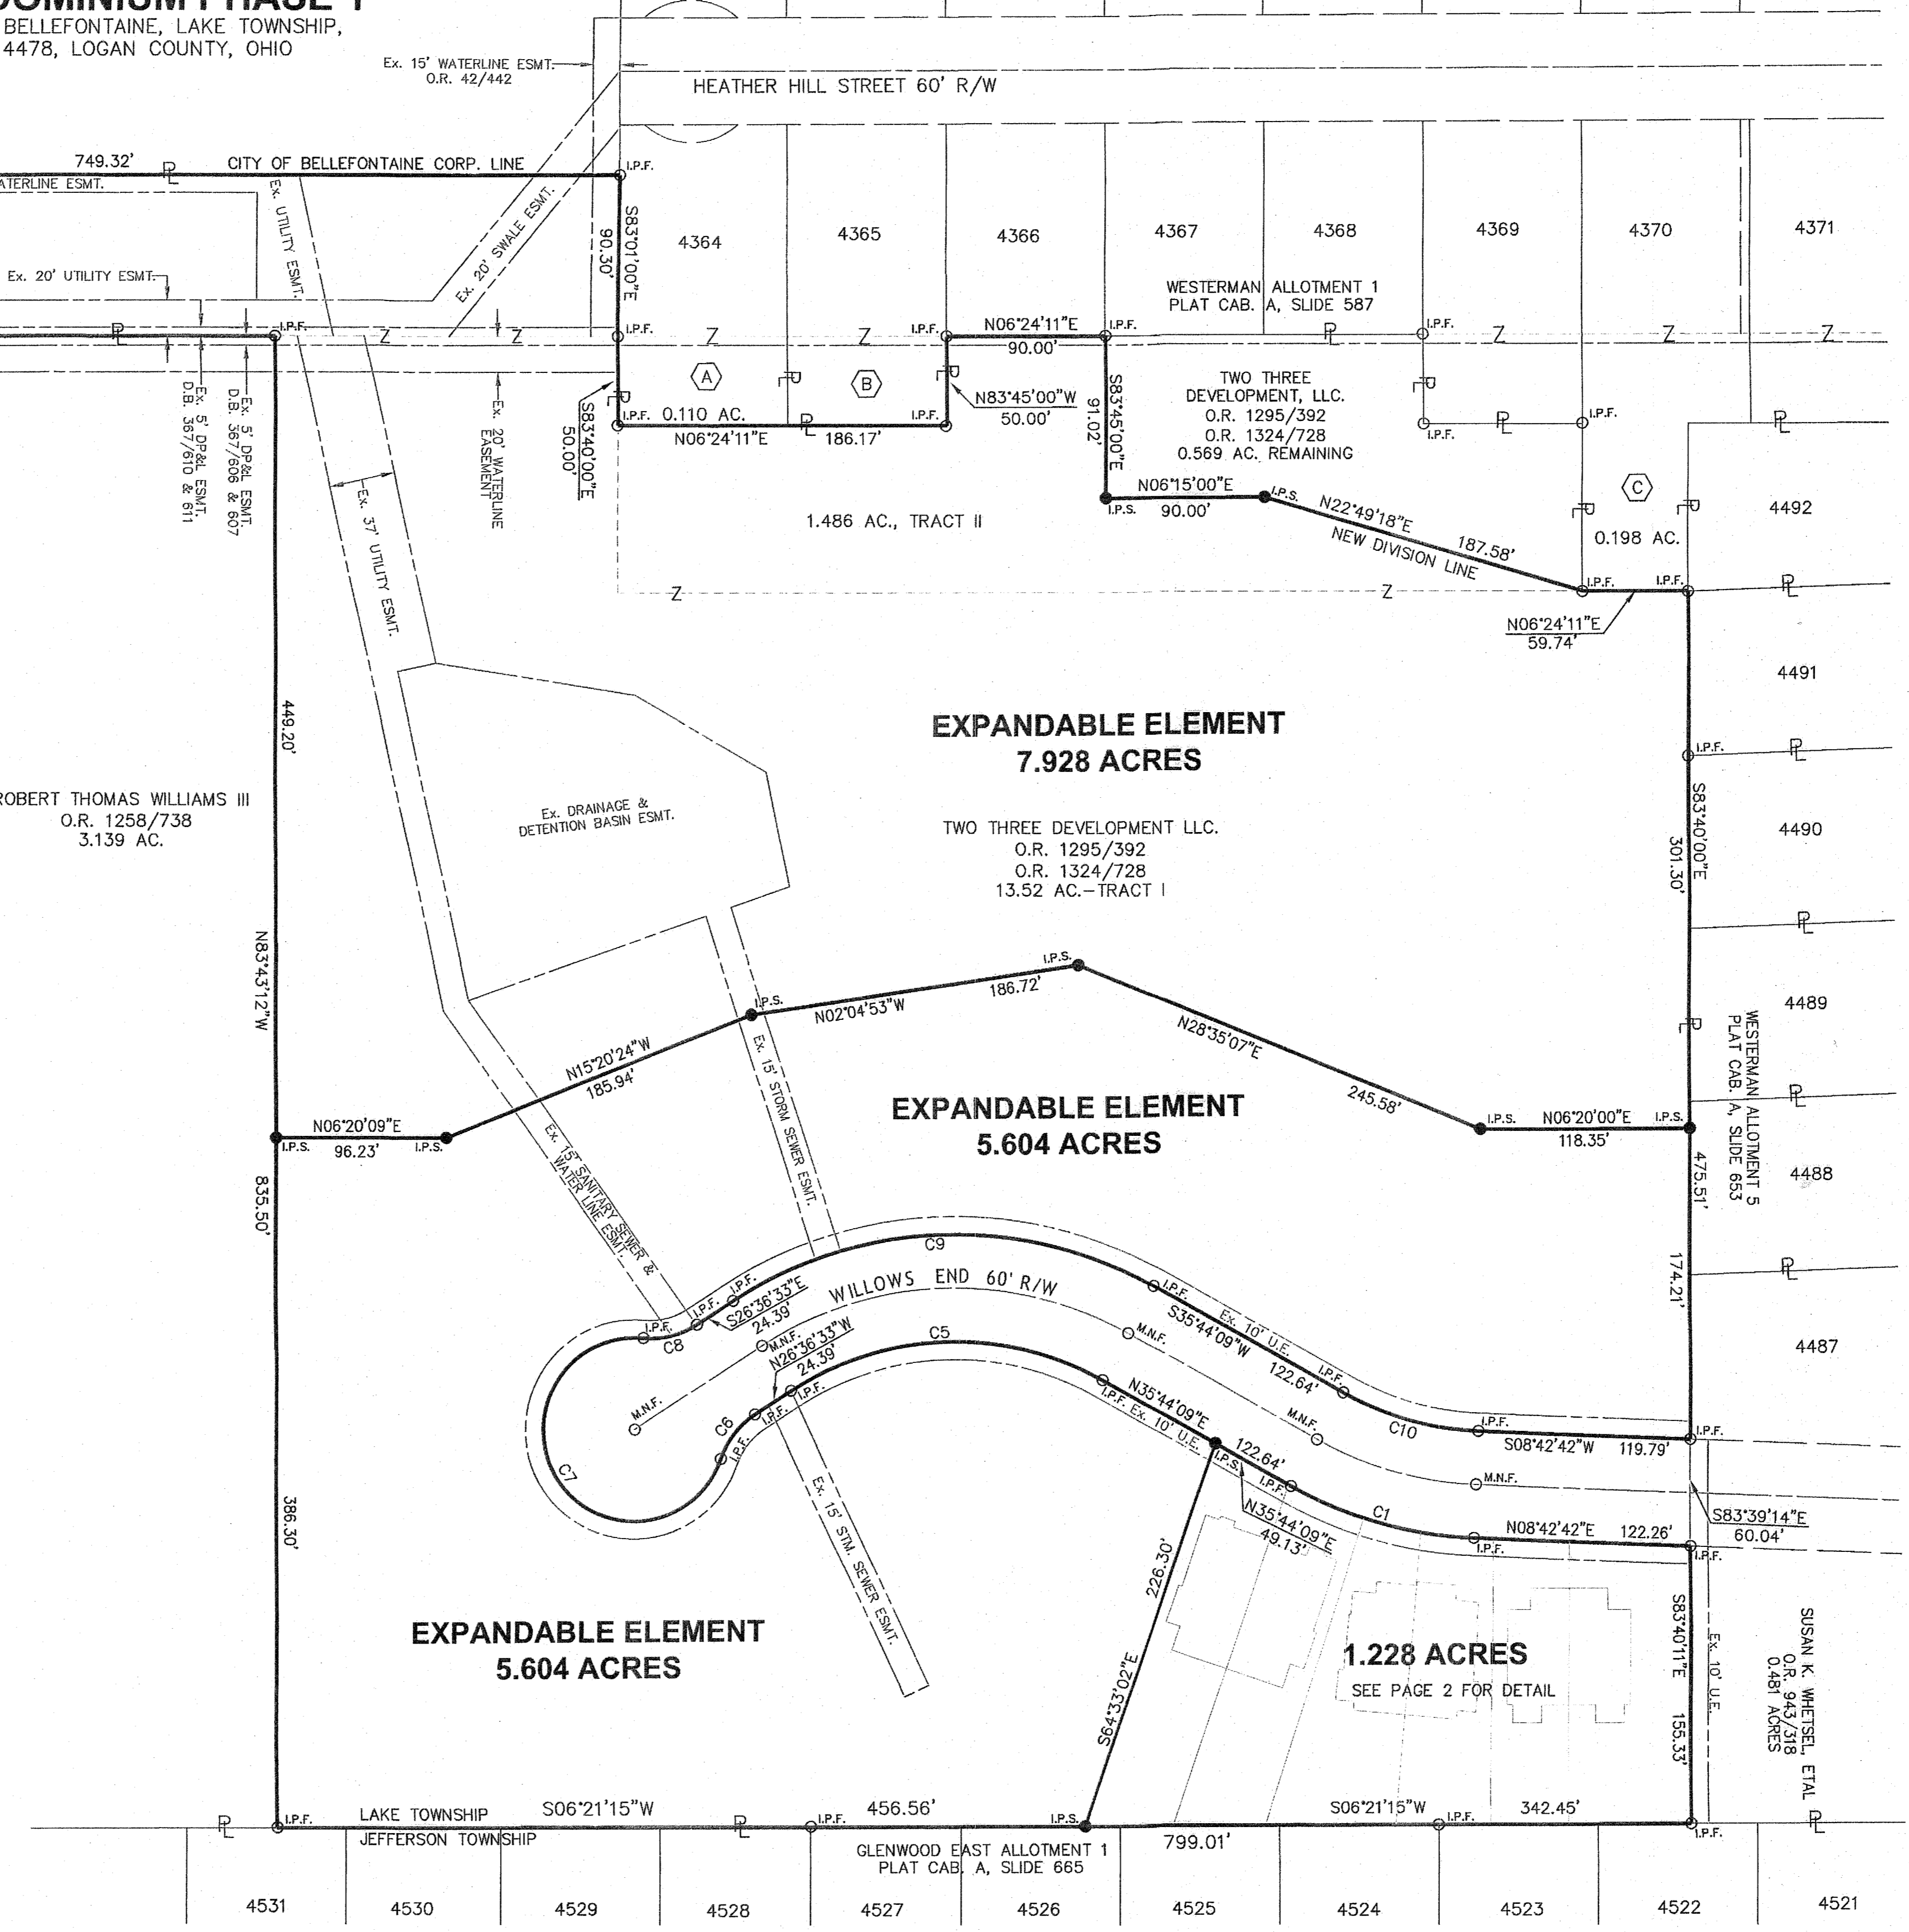 DOMINIUM PHASE 1
BELLEFONTAINE, LAKE TOWNSHIP,
4478, LOGAN COUNTY, OHIO
Ex. 15' WATERLINE ESMT.
O.R. 42/442
HEATHER HILL STREET 60' R/W
749.32'
CITY OF BELLEFONTAINE CORP. LINE
I.P.F.
ATERLINE ESMT.
Ex. UTILITY ESMT.
Ex. 20' SWALE ESMT.
S83°01'00"E
90.30'
4364
4365
4366
4367
4368
4369
4370
4371
Ex. 20' UTILITY ESMT.
WESTERMAN ALLOTMENT 1
PLAT CAB. A, SLIDE 587
I.P.F.
Z
Z
I.P.F.
Z
Z
I.P.F.
N06°24'11"E
90.00'
I.P.F.
PL
I.P.F.
Z
Z
Z
Ex. 5' DP&L ESMT.
D.B. 367/610 & 611
Ex. 5' DP&L ESMT.
D.B. 367/606 & 607
Ex. 20' WATERLINE
EASEMENT
S83°40'00"E
50.00'
A
B
I.P.F.
0.110 AC.
I.P.F.
N06°24'11"E
186.17'
N83°45'00"W
50.00'
S83°45'00"E
91.02'
TWO THREE
DEVELOPMENT, LLC.
O.R. 1295/392
O.R. 1324/728
0.569 AC. REMAINING
I.P.F.
I.P.F.
C
0.198 AC.
4492
Ex. 37' UTILITY ESMT.
1.486 AC., TRACT II
N06°15'00"E
90.00'
I.P.S.
I.P.S.
N22°49'18"E
187.58'
NEW DIVISION LINE
I.P.F.
I.P.F.
Z
Z
N06°24'11"E
59.74'
4491
449.20'
EXPANDABLE ELEMENT
7.928 ACRES
I.P.F.
ROBERT THOMAS WILLIAMS III
O.R. 1258/738
3.139 AC.
Ex. DRAINAGE &
DETENTION BASIN ESMT.
TWO THREE DEVELOPMENT LLC.
O.R. 1295/392
O.R. 1324/728
13.52 AC.-TRACT I
S83°40'00"E
301.30'
4490
N83°43'12"W
I.P.S.
N02°04'53"W
186.72'
I.P.S.
4489
WESTERMAN ALLOTMENT 5
PLAT CAB. A, SLIDE 653
N15°20'24"W
185.94'
Ex. 15' STORM SEWER ESMT.
N28°35'07"E
245.58'
EXPANDABLE ELEMENT
5.604 ACRES
N06°20'09"E
96.23'
I.P.S.
I.P.S.
I.P.S.
N06°20'00"E
118.35'
I.P.S.
475.51'
4488
835.50'
Ex. 15' SANITARY SEWER &
WATER LINE ESMT.
C9
174.21'
WILLOWS END 60' R/W
I.P.F.
I.P.F.
I.P.F.
C8
S26°36'33"E
24.39'
M.N.F.
N26°36'33"W
24.39'
C5
M.N.F.
I.P.F.
S35°44'09"W
122.64'
Ex. 10' U.E.
I.P.F.
4487
M.N.F.
C7
C6
I.P.F.
I.P.F.
I.P.F.
I.P.F.
N35°44'09"E
Ex. 10' U.E.
122.64'
I.P.S.
I.P.F.
M.N.F.
C10
I.P.F.
S08°42'42"W
119.79'
I.P.F.
M.N.F.
S83°39'14"E
60.04'
386.30'
Ex. 15' STM. SEWER ESMT.
N35°44'09"E
49.13'
C1
N08°42'42"E
122.26'
I.P.F.
I.P.F.
226.30'
S64°33'02"E
EXPANDABLE ELEMENT
5.604 ACRES
1.228 ACRES
SEE PAGE 2 FOR DETAIL
S83°40'11"E
155.33'
Ex. 10' U.E.
SUSAN K. WHETSEL, ETAL
O.R. 943/318
0.481 ACRES
I.P.F.
LAKE TOWNSHIP
JEFFERSON TOWNSHIP
S06°21'15"W
I.P.F.
456.56'
I.P.S.
S06°21'15"W
I.P.F.
342.45'
I.P.F.
GLENWOOD EAST ALLOTMENT 1
PLAT CAB. A, SLIDE 665
799.01'
4531
4530
4529
4528
4527
4526
4525
4524
4523
4522
4521